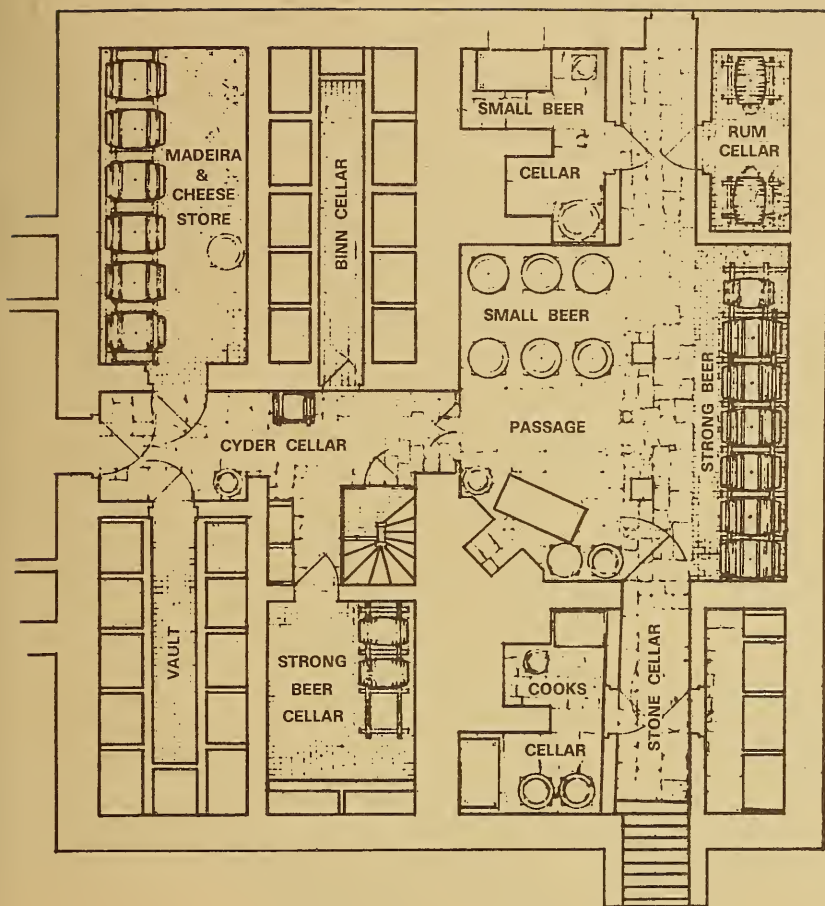 MADEIRA
&
CHEESE
STORE
BINN CELLAR
SMALL BEER
CELLAR
RUM
CELLAR
SMALL BEER
PASSAGE
STRONG BEER
CYDER CELLAR
VAULT
STRONG
BEER
CELLAR
COOKS
CELLAR
STONE CELLAR